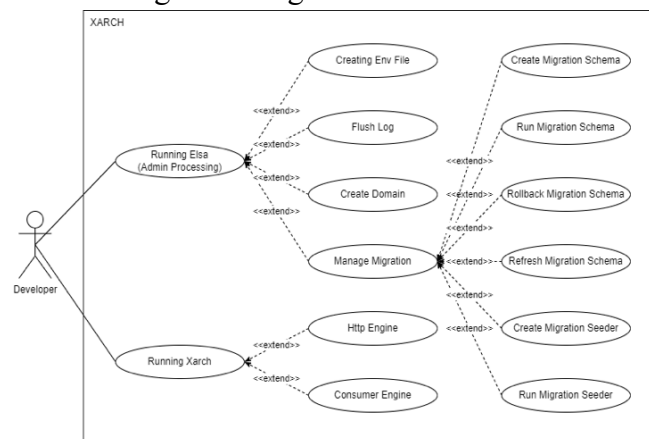 XARCH
Creating Env File
Create Migration Schema
<<extend>>
Flush Log
Run Migration Schema
<<extend>>
Running Elsa
(Admin Processing)
<<extend>>
<<extend>>
Create Domain
<<extend>>
Rollback Migration Schema
<<extend>>
<<extend>>
Manage Migration
<<extend>>
Refresh Migration Schema
Developer
<<extend>>
Http Engine
<<extend>>
Create Migration Seeder
<<extend>>
Running Xarch
<<extend>>
Consumer Engine
Run Migration Seeder